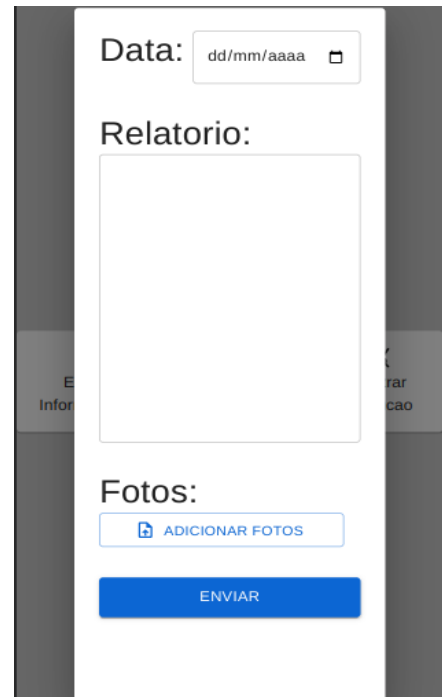 Data:
dd/mm/aaaa
Relatorio:
Fotos:
ADICIONAR FOTOS
ENVIAR